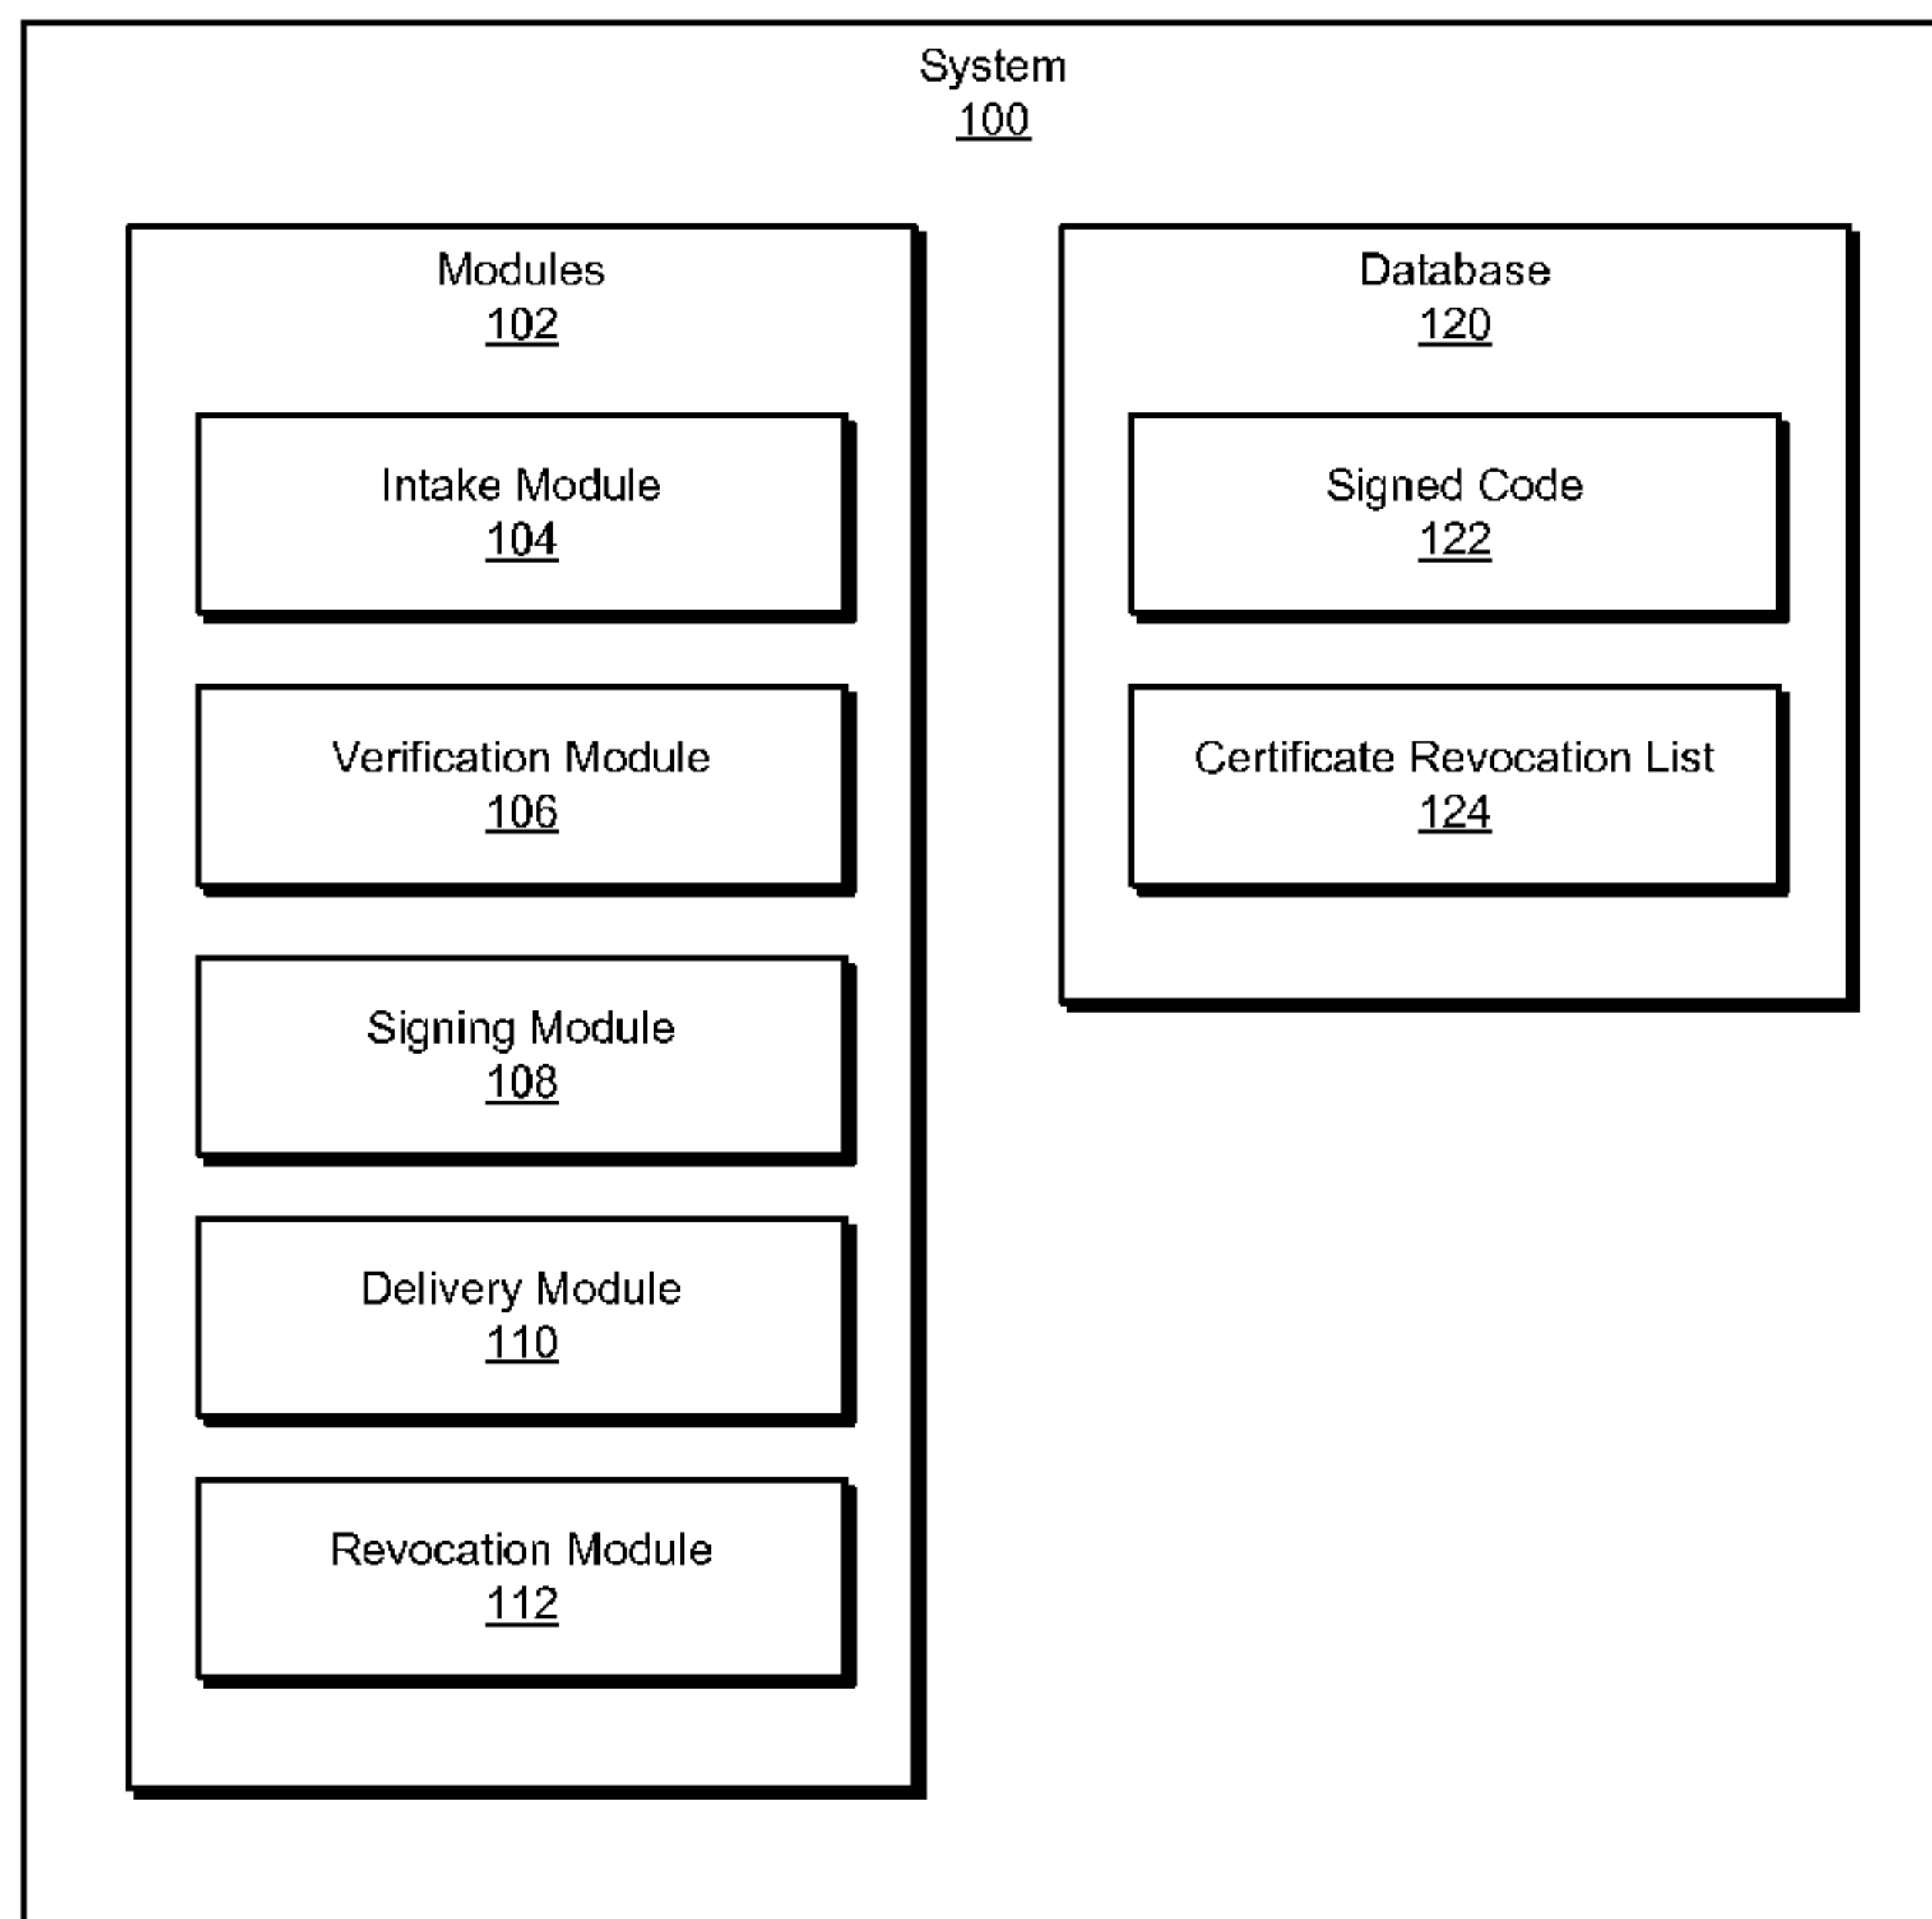 System
100
Modules
102
Intake Module
104
Verification Module
106
Signing Module
108
Delivery Module
110
Revocation Module
112
Database
120
Signed Code
122
Certificate Revocation List
124